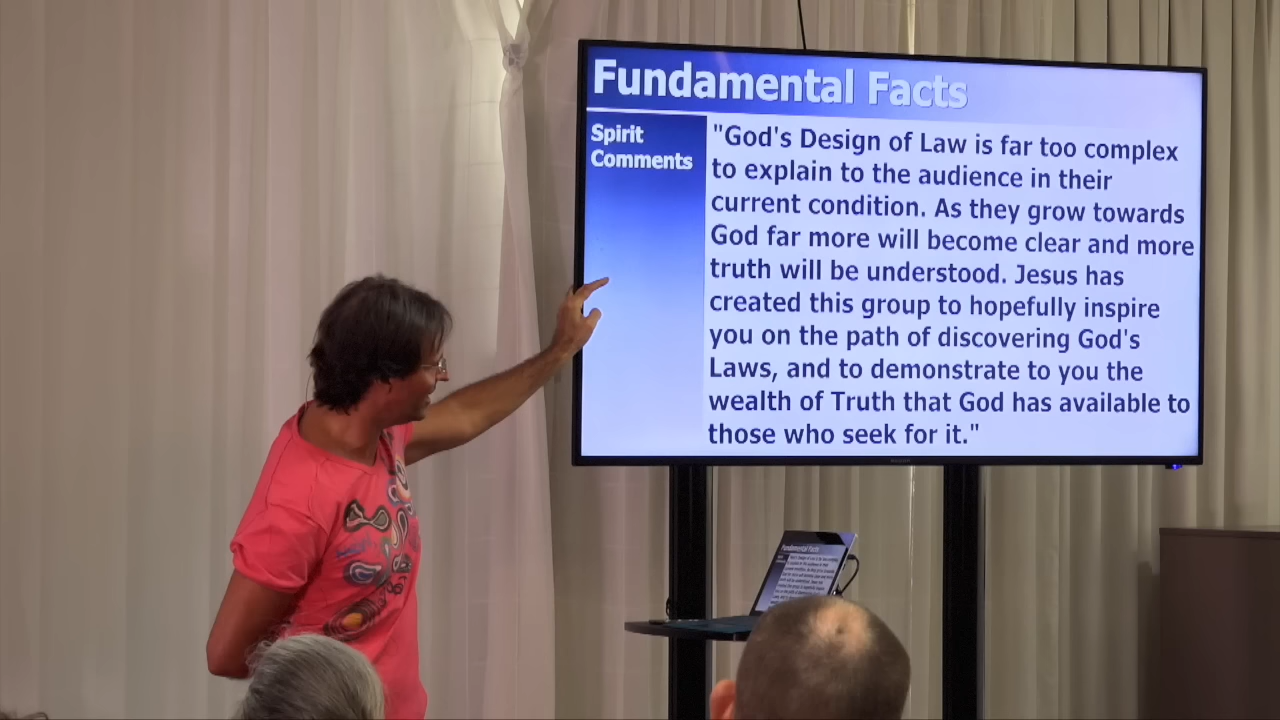 Fundamental Facts
Spirit
Comments
"God's Design of Law is far too complex
to explain to the audience in their
current condition. As they grow towards
God far more will become clear and more
truth will be understood. Jesus has
created this group to hopefully inspire
you on the path of discovering God's
Laws, and to demonstrate to you the
wealth of Truth that God has available to
those who seek for it."
Fundamental Facts